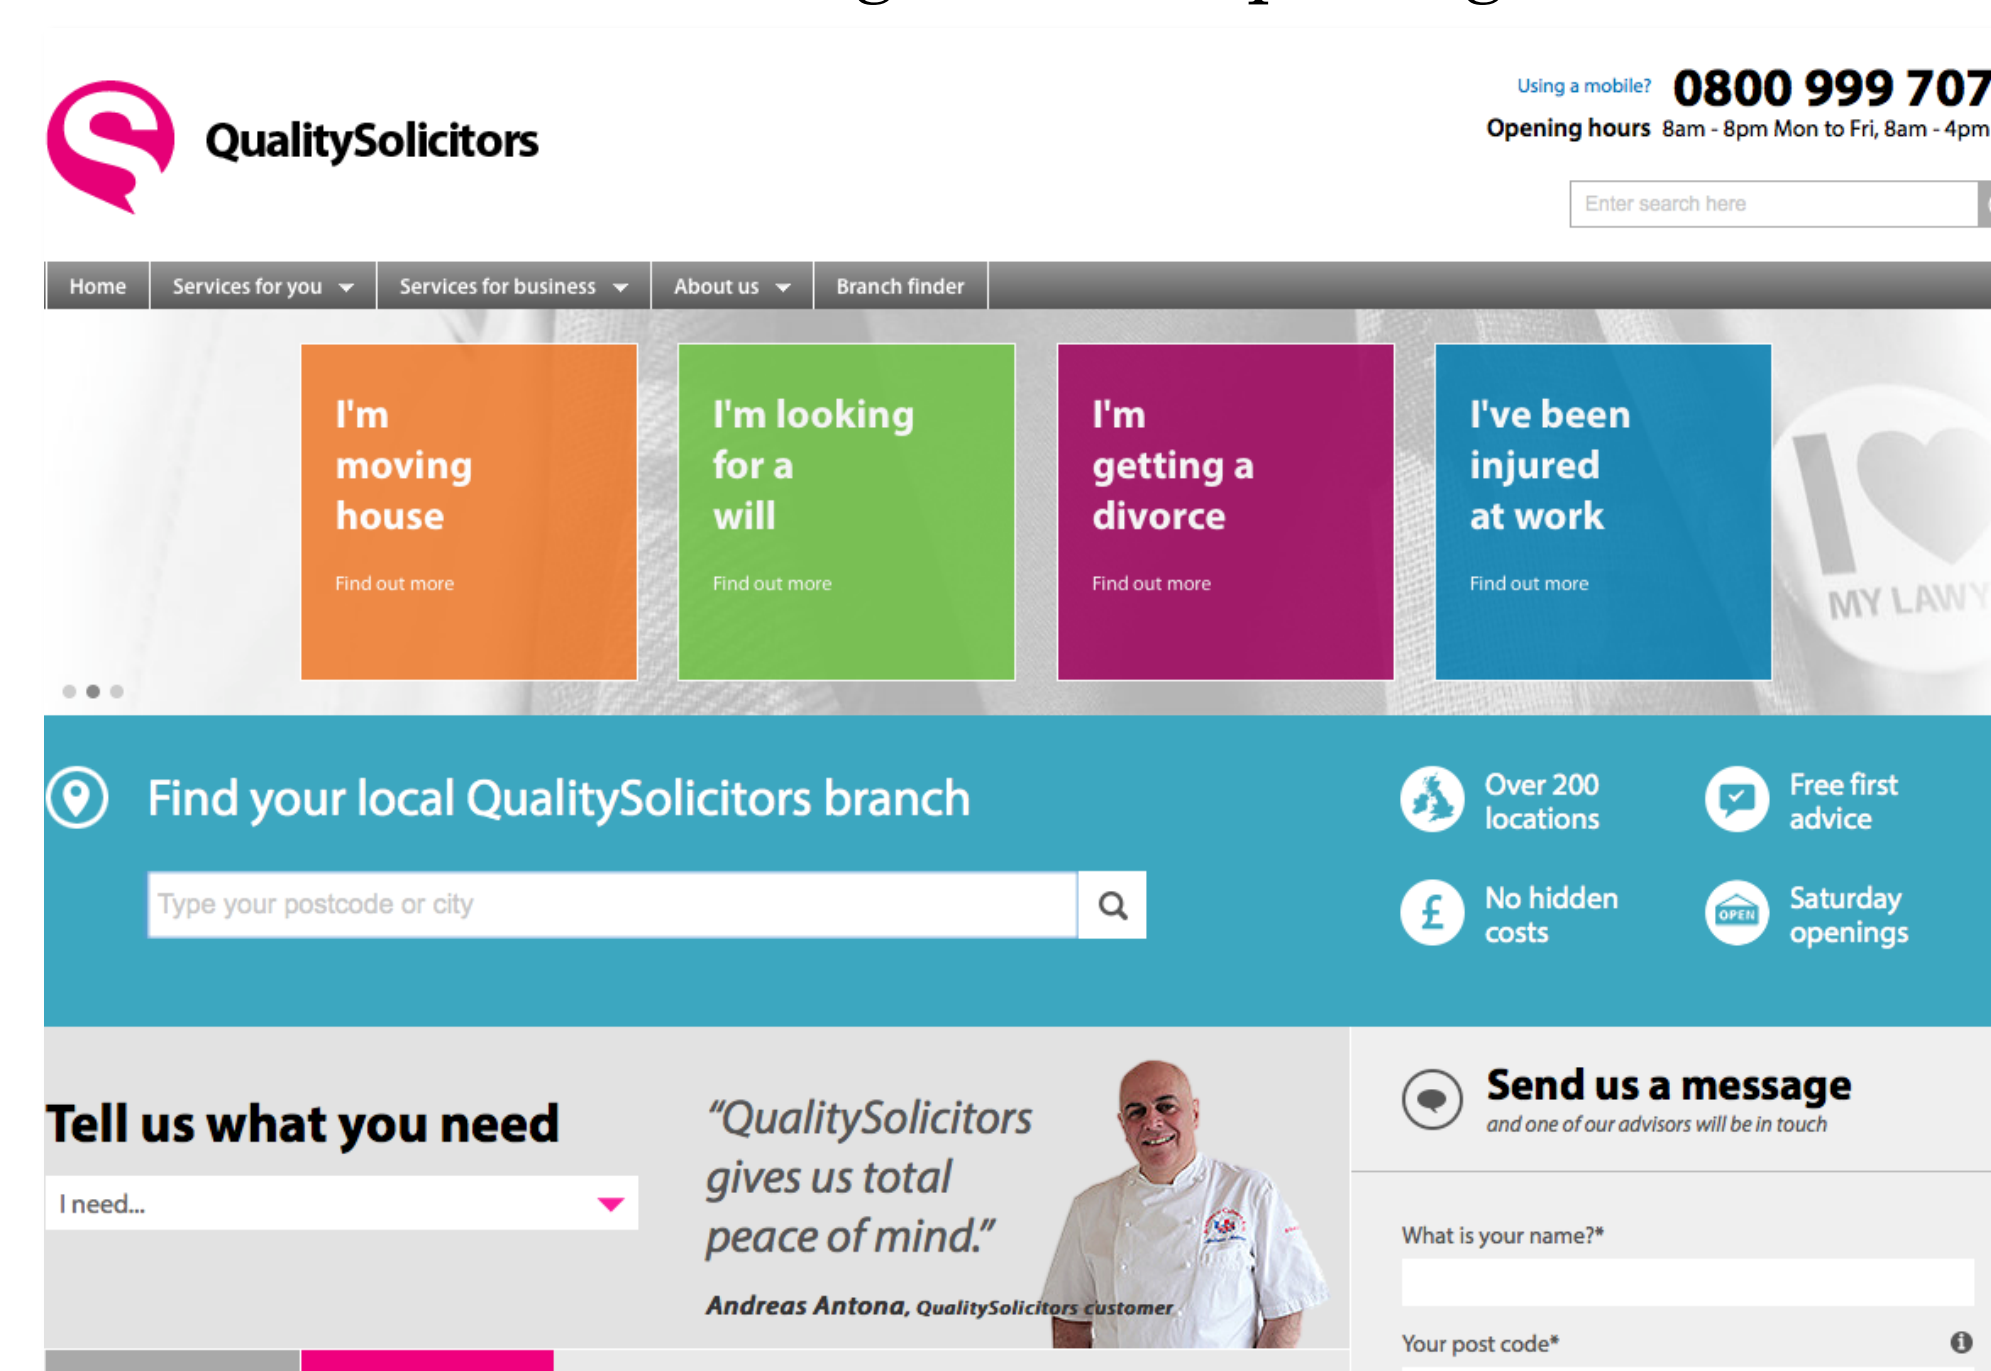 Using a mobile? 0800 999 707
Opening hours 8am - 8pm Mon to Fri, 8am - 4pm
QualitySolicitors
Enter search here
Home Services for you Services for business About us Branch finder
I'm
moving
house
Find out more
I'm looking
for a
will
Find out more
I'm
getting a
divorce
Find out more
I've been
injured
at work
Find out more
I
MY LAWY
Find your local QualitySolicitors branch
Type your postcode or city
Over 200
locations
Free first
advice
£
No hidden
costs
OPEN
Saturday
openings
Tell us what you need
I need...
“QualitySolicitors
gives us total
peace of mind.”
Andreas Antona, QualitySolicitors customer
Send us a message
and one of our advisors will be in touch
What is your name?*
Your post code*